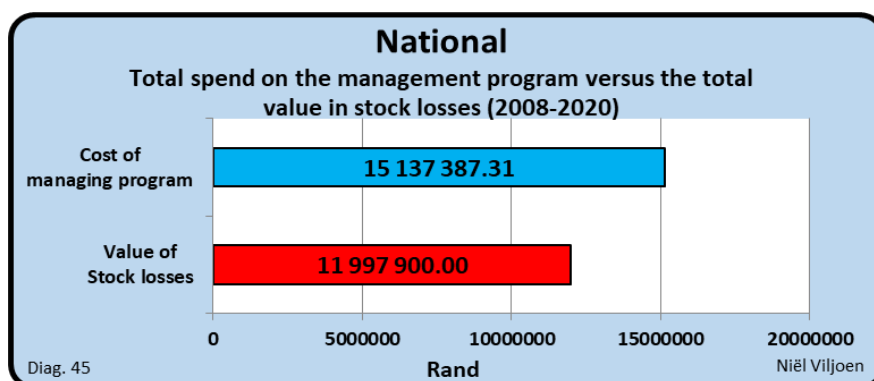 National
Total spend on the management program versus the total
value in stock losses (2008-2020)
Cost of
managing program
15 137 387.31
Value of
Stock losses
11 997 900.00
0 5000000 10000000 15000000 20000000
Rand
Diag. 45
Niël Viljoen